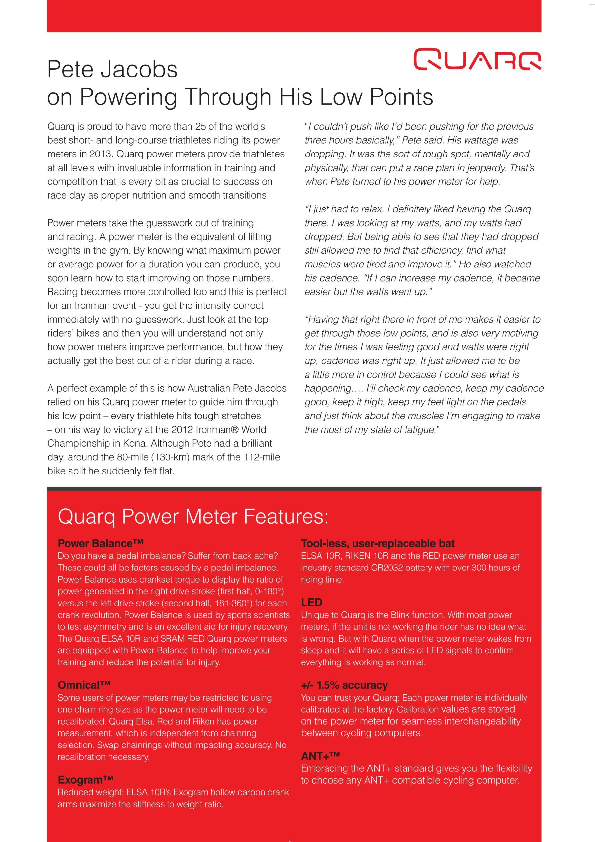 QUARQ
Pete Jacobs
on Powering Through His Low Points
Quarq is proud to have more than 25 of the world's
best short- and long-course triathletes riding its power
meters in 2013. Quarq power meters provide triathletes
at all levels with invaluable information in training and
competition that is every bit as crucial to success on
race day as proper nutrition and smooth transitions
Power meters take the guesswork out of training
and racing. A power meter is the equivalent of lifting
weights in the gym. By knowing what maximum power
or average power for a duration you can produce, you
soon learn how to start improving on those numbers.
Racing becomes more controlled too and this is perfect
for an Ironman event - you get the intensity correct
immediately with no guesswork. Just look at the top
riders' bikes and then you will understand not only
how power meters improve performance, but how they
actually get the best out of a rider during a race.
A perfect example of this is how Australian Pete Jacobs
relied on his Quarq power meter to guide him through
his low point – every triathlete hits tough stretches
– on his way to victory at the 2012 Ironman® World
Championship in Kona. Although Pete had a brilliant
day, around the 80-mile (130-km) mark of the 112-mile
bike split he suddenly felt flat.
"I couldn't push like I'd been pushing for the previous
three hours basically," Pete said. His wattage was
dropping. It was the sort of rough spot, mentally and
physically, that can put a race plan in jeopardy. That's
when Pete turned to his power meter for help.
"I just had to relax. I definitely liked having the Quarq
there. I was looking at my watts, and my watts had
dropped. But being able to see that they had dropped
still allowed me to find that efficiency, find what
muscles were tired and improve it." He also watched
his cadence. "If I can increase my cadence, it became
easier but the watts went up."
"Having that right there in front of me makes it easier to
get through those low points, and is also very motiving
for the times I was feeling good and watts were right
up, cadence was right up. It just allowed me to be
a little more in control because I could see what is
happening.… I'll check my cadence, keep my cadence
good, keep it high, keep my feet light on the pedals
and just think about the muscles I'm engaging to make
the most of my state of fatigue."
Quarq Power Meter Features:
Power Balance™
Do you have a pedal imbalance? Suffer from back ache?
These could all be factors caused by a pedal imbalance.
Power Balance uses crankset torque to display the ratio of
power generated in the right drive stroke (first half, 0-180°)
versus the left drive stroke (second half, 181-360°) for each
crank revolution. Power Balance is used by sports scientists
to test asymmetry and is an excellent aid for injury recovery.
The Quarq ELSA 10R and SRAM RED Quarq power meters
are equipped with Power Balance to help improve your
training and reduce the potential for injury.
Omnical™
Some users of power meters may be restricted to using
one chain ring size as the power meter will need to be
recalibrated. Quarq Elsa, Red and Riken has power
measurement, which is independent from chainring
selection. Swap chainrings without impacting accuracy. No
recalibration necessary.
Exogram™
Reduced weight: ELSA 10R's Exogram hollow carbon crank
arms maximize the stiffness to weight ratio.
Tool-less, user-replaceable bat
ELSA 10R, RIKEN 10R and the RED power meter use an
industry standard CR2032 battery with over 300 hours of
riding time.
LED
Unique to Quarq is the Blink function. With most power
meters, if the unit is not working the rider has no idea what
is wrong. But with Quarq when the power meter wakes from
sleep and it will have a series of LED signals to confirm
everything is working as normal.
+/- 1.5% accuracy
You can trust your Quarq: Each power meter is individually
calibrated at the factory. Calibration values are stored
on the power meter for seamless interchangeability
between cycling computers.
ANT+™
Embracing the ANT+ standard gives you the flexibility
to choose any ANT+ compatible cycling computer.